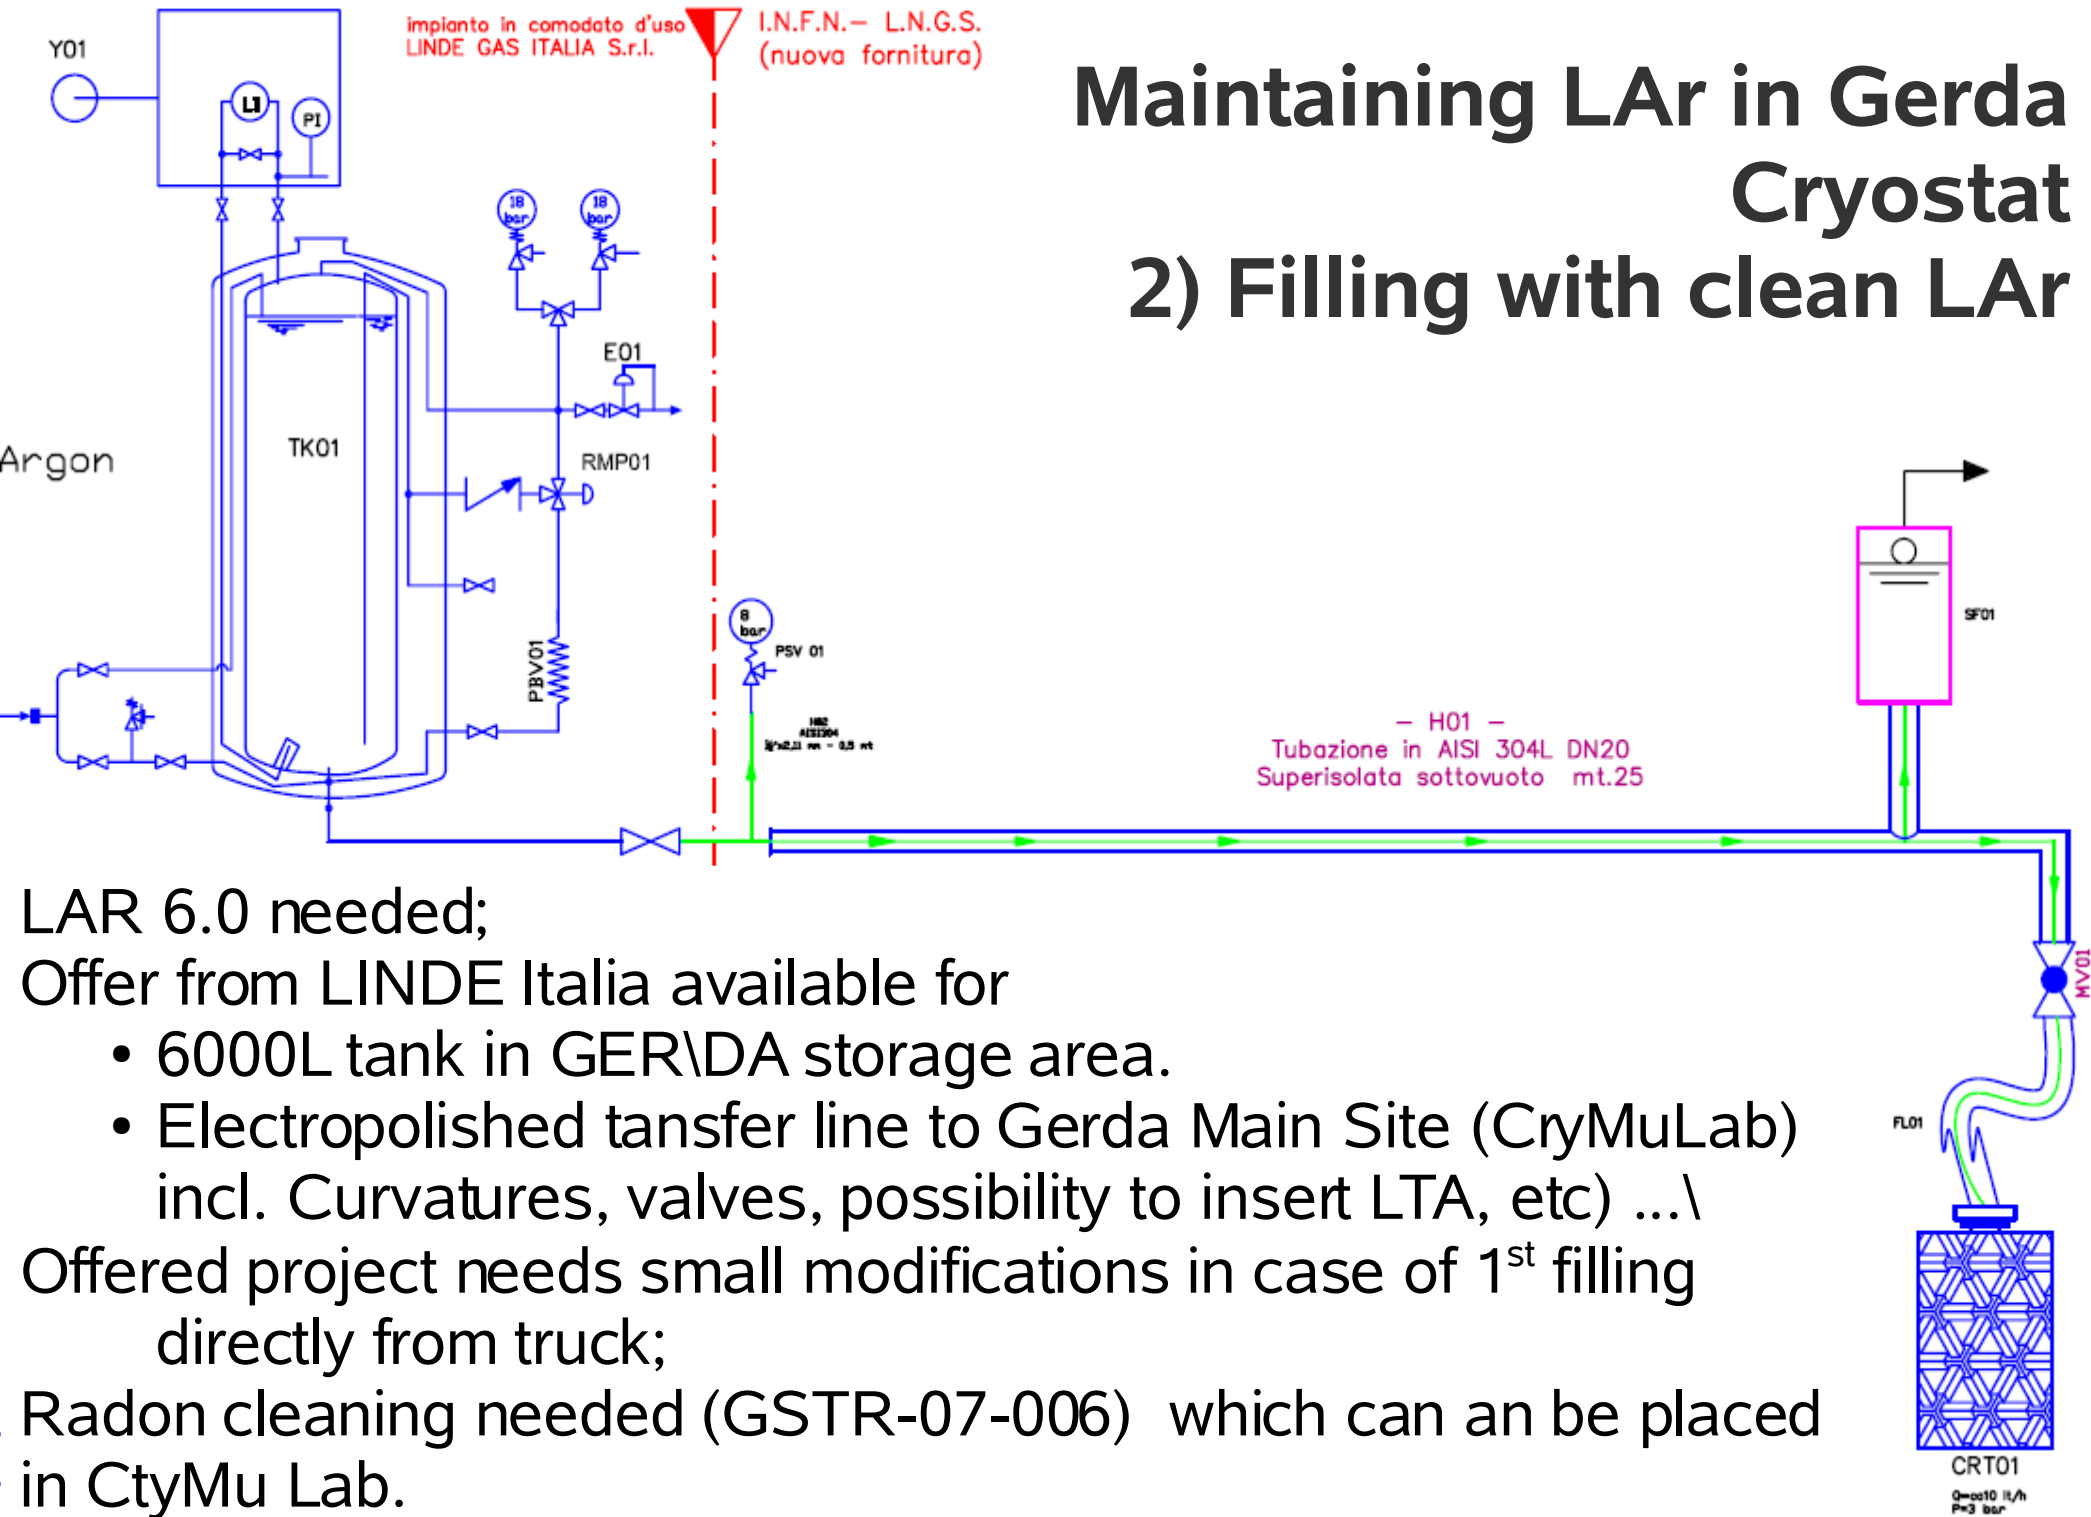 Y01
impianto in comodato d'uso
LINDE GAS ITALIA S.r.l.
I.N.F.N.– L.N.G.S.
(nuova fornitura)
Maintaining LAr in Gerda
Cryostat
2) Filling with clean LAr
PI
18
bar
18
bar
E01
Argon
TK01
RMP01
PBV01
8
bar
PSV 01
AISI304
SF01
– H01 –
Tubazione in AISI 304L DN20
Superisolata sottovuoto mt.25
MV01
FL01
LAR 6.0 needed;
Offer from LINDE Italia available for
• 6000L tank in GER\DA storage area.
• Electropolished tansfer line to Gerda Main Site (CryMuLab)
incl. Curvatures, valves, possibility to insert LTA, etc) ...\
Offered project needs small modifications in case of 1st filling
directly from truck;
Radon cleaning needed (GSTR-07-006) which can an be placed
in CtyMu Lab.
CRT01
Q=ca10 lt/h
P=3 bar